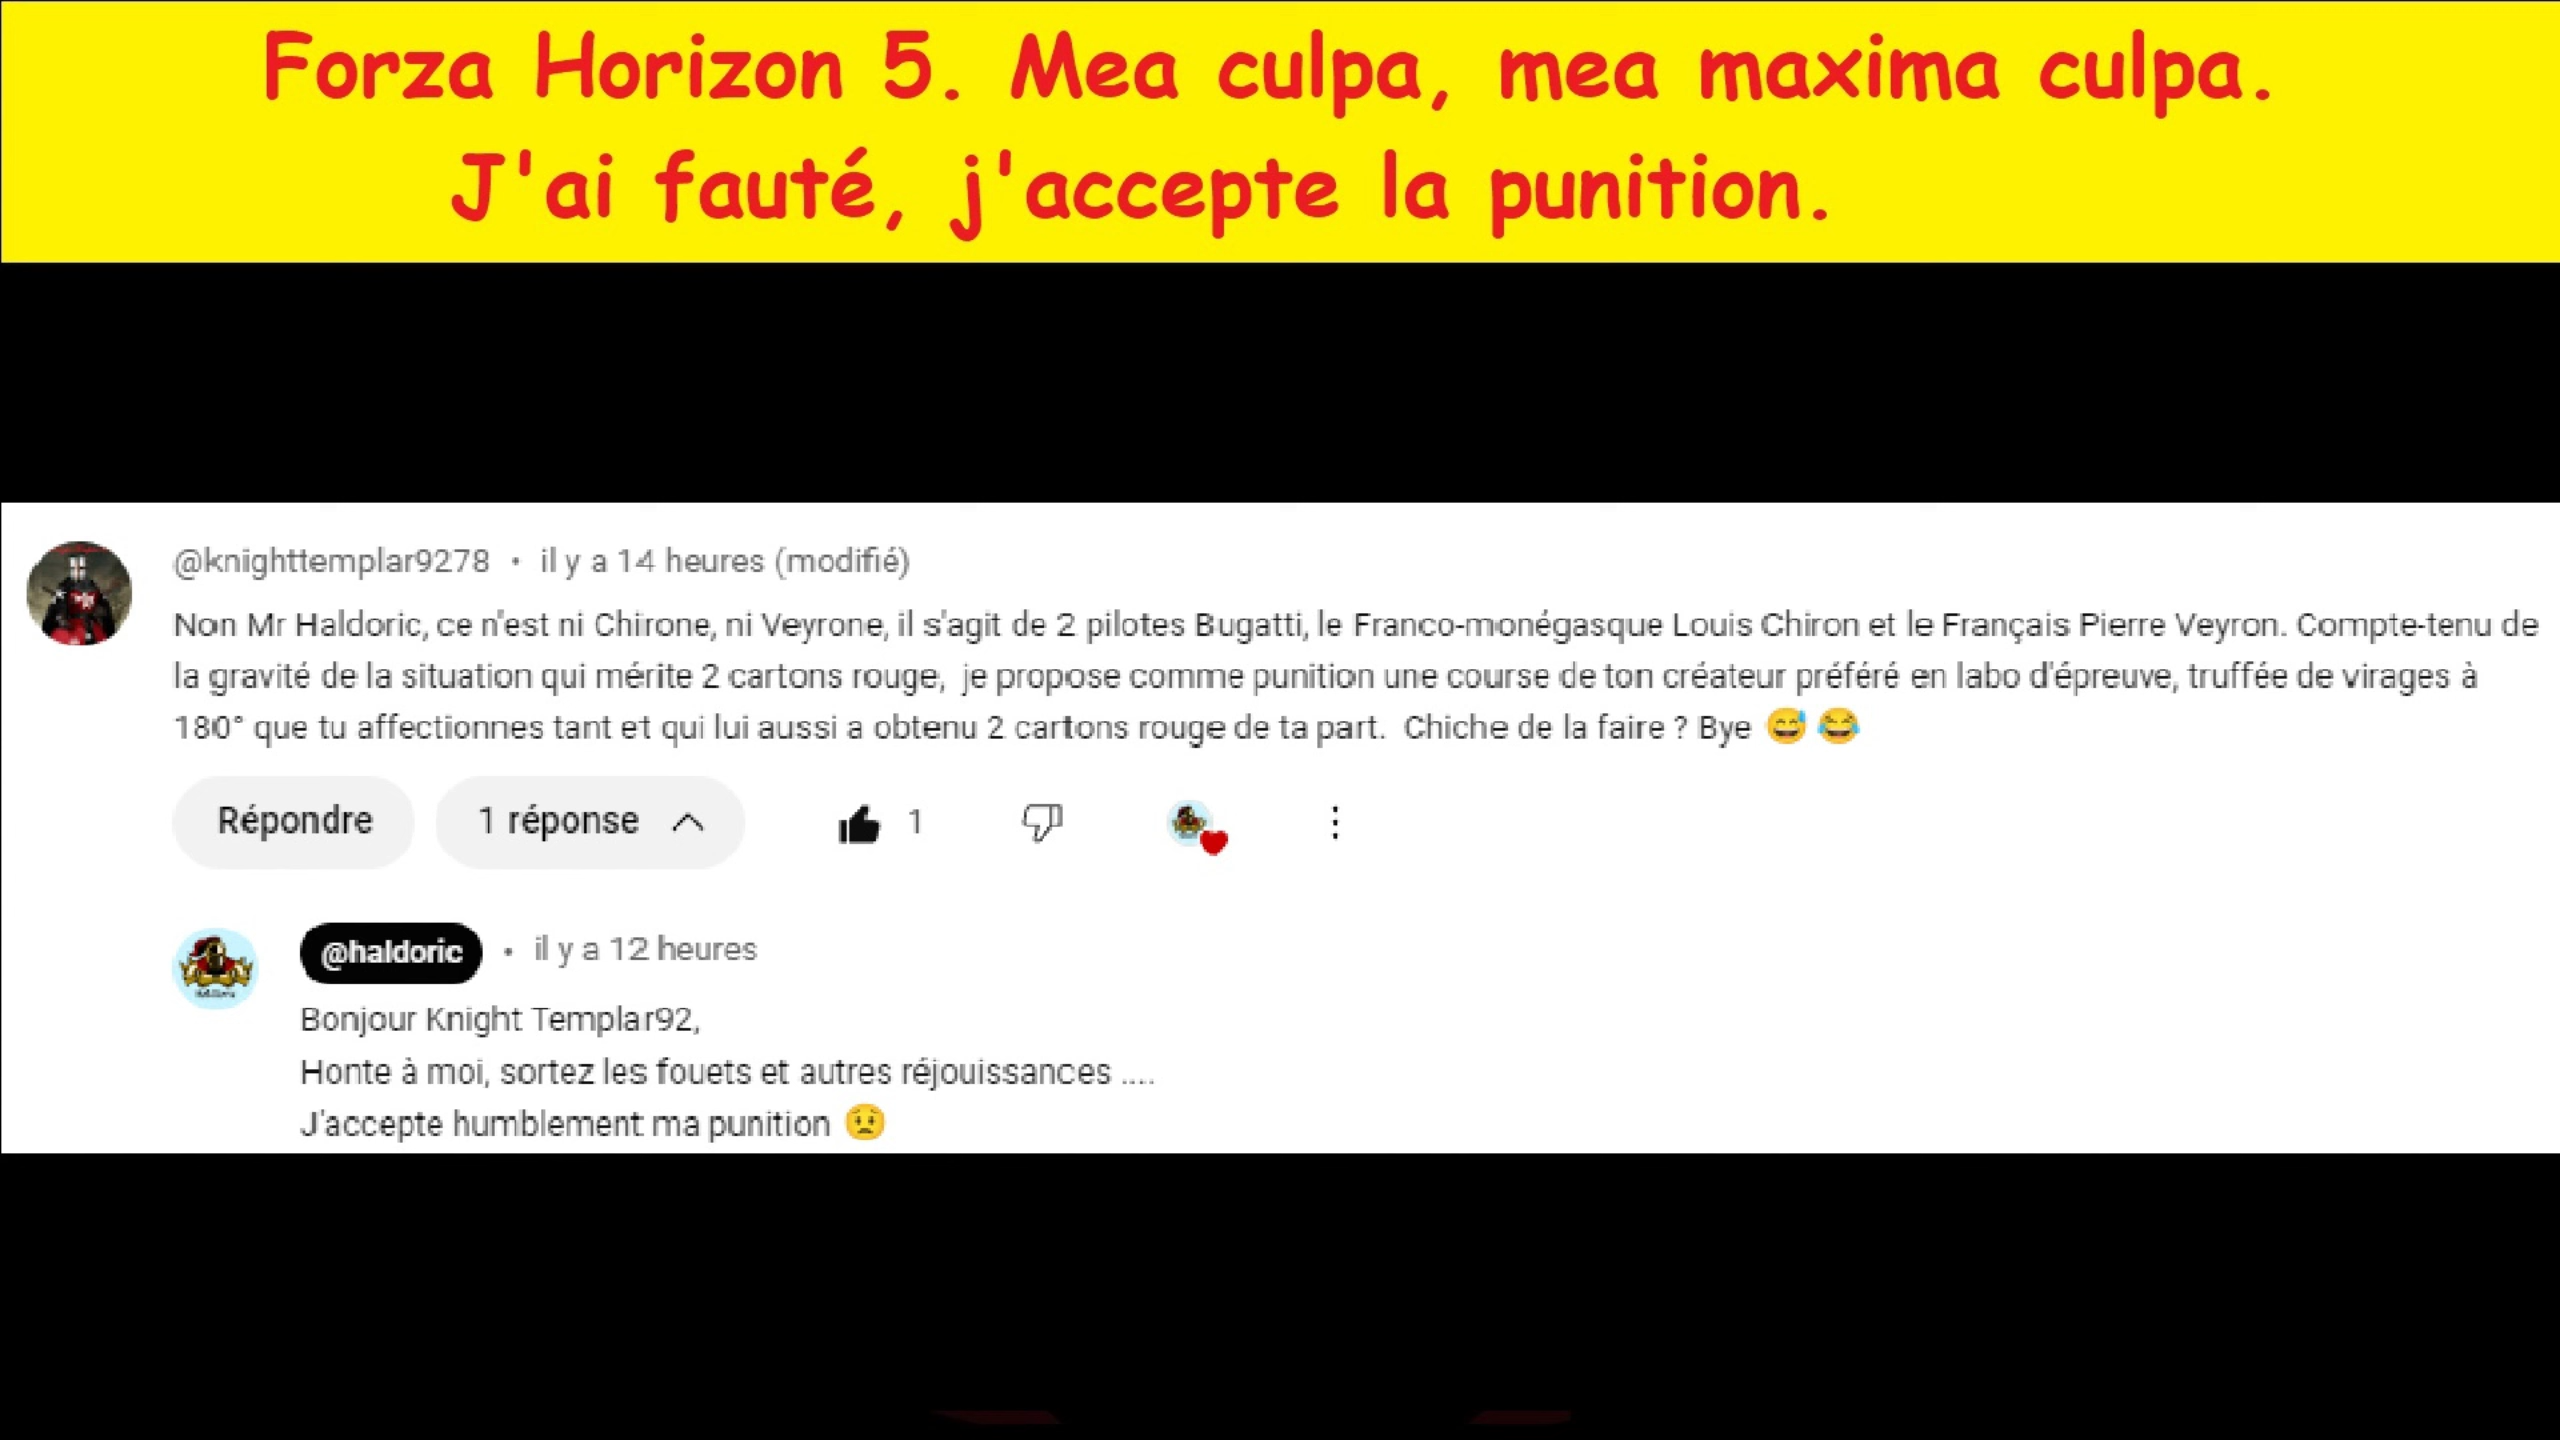 Forza Horizon 5. Mea culpa, mea maxima culpa.
J'ai fauté, j'accepte la punition.
@knighttemplar9278 • il y a 14 heures (modifié)
Non Mr Haldoric, ce n'est ni Chirone, ni Veyrone, il s'agit de 2 pilotes Bugatti, le Franco-monégasque Louis Chiron et le Français Pierre Veyron. Compte-tenu de
la gravité de la situation qui mérite 2 cartons rouge, je propose comme punition une course de ton créateur préféré en labo d'épreuve, truffée de virages à
180° que tu affectionnes tant et qui lui aussi a obtenu 2 cartons rouge de ta part. Chiche de la faire ? Bye 😅 😂
Répondre 1 réponse 1
@haldoric • il y a 12 heures
Bonjour Knight Templar92,
Honte à moi, sortez les fouets et autres réjouissances ....
J'accepte humblement ma punition 😟